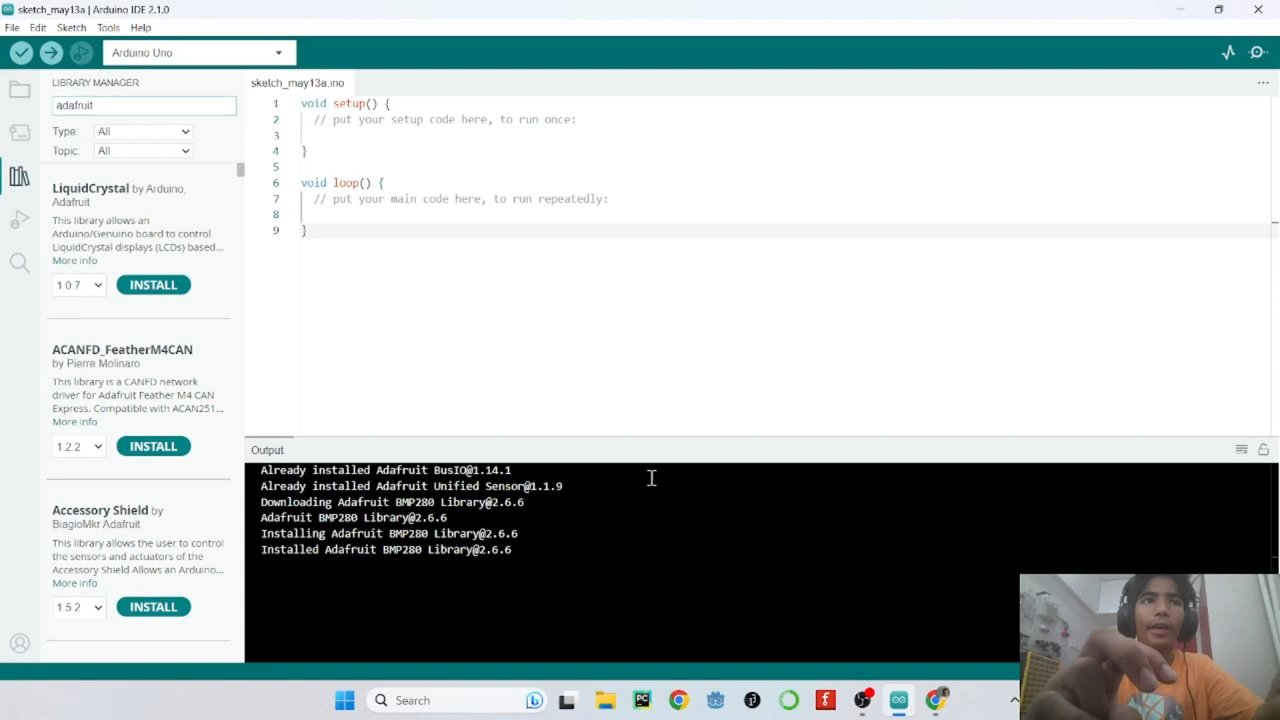 sketch_may13a | Arduino IDE 2.1.0
File Edit Sketch Tools Help
Arduino Uno
LIBRARY MANAGER
adafruit
Type: All
Topic: All
LiquidCrystal by Arduino,
Adafruit
This library allows an
Arduino/Genuino board to control
LiquidCrystal displays (LCDs) based...
More info
1.0.7 INSTALL
ACANFD_FeatherM4CAN
by Pierre Molinaro
This library is a CANFD network
driver for Adafruit Feather M4 CAN
Express. Compatible with ACAN251...
More info
1.2.2 INSTALL
Accessory Shield by
BiagioMkr Adafruit
This library allows the user to control
the sensors and actuators of the
Accessory Shield Allows an Arduino...
More info
1.5.2 INSTALL
sketch_may13a.ino
1 void setup() {
2 // put your setup code here, to run once:
3
4 }
5
6 void loop() {
7 // put your main code here, to run repeatedly:
8
9 }
Output
Already installed Adafruit BusIO@1.14.1
Already installed Adafruit Unified Sensor@1.1.9
Downloading Adafruit BMP280 Library@2.6.6
Adafruit BMP280 Library@2.6.6
Installing Adafruit BMP280 Library@2.6.6
Installed Adafruit BMP280 Library@2.6.6
Search